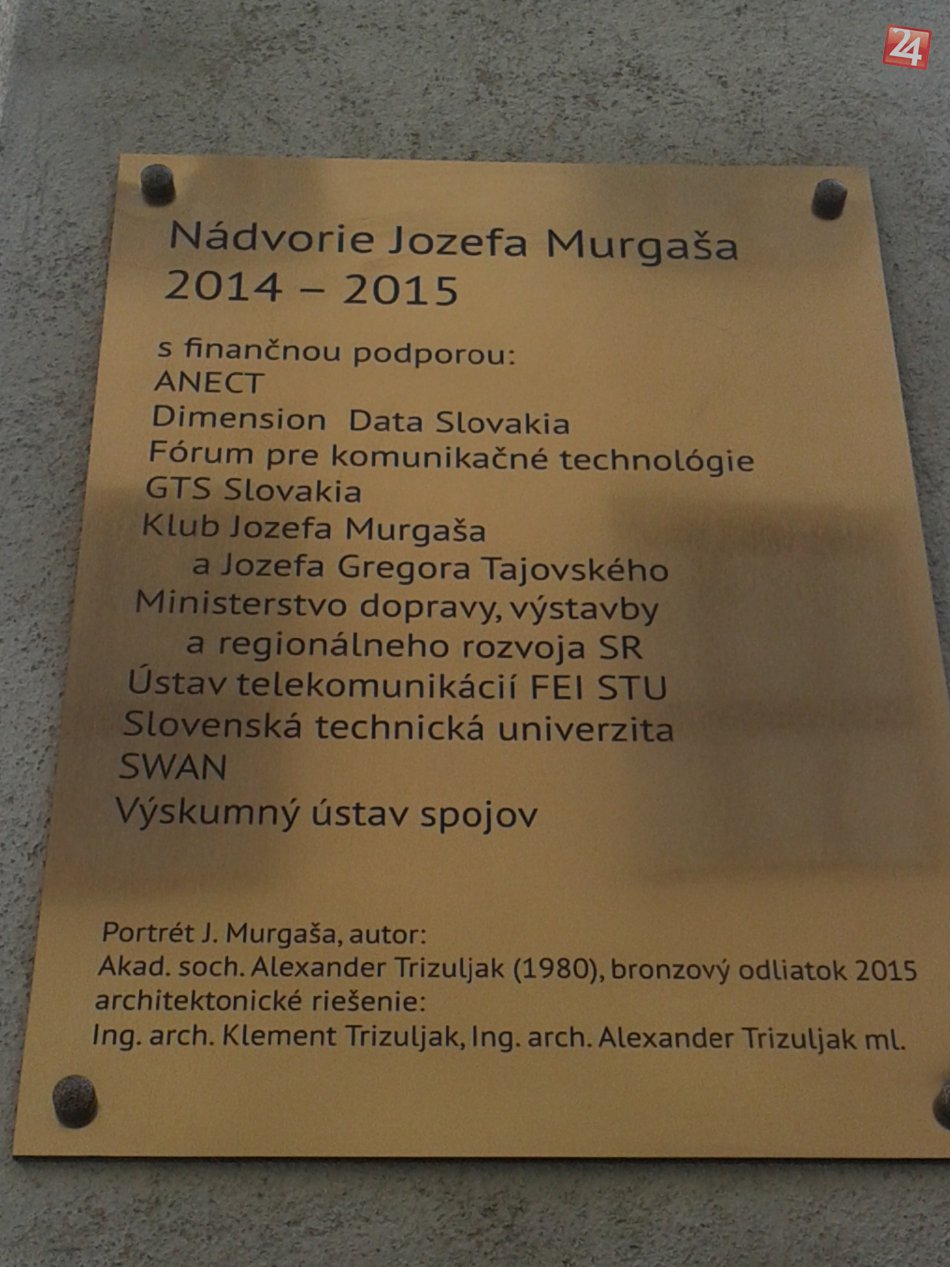 24
Nádvorie Jozefa Murgaša
2014 – 2015
s finančnou podporou:
ANECT
Dimension Data Slovakia
Fórum pre komunikačné technológie
GTS Slovakia
Klub Jozefa Murgaša
a Jozefa Gregora Tajovského
Ministerstvo dopravy, výstavby
a regionálneho rozvoja SR
Ústav telekomunikácií FEI STU
Slovenská technická univerzita
SWAN
Výskumný ústav spojov
Portrét J. Murgaša, autor:
Akad. soch. Alexander Trizuljak (1980), bronzový odliatok 2015
architektonické riešenie:
Ing. arch. Klement Trizuljak, Ing. arch. Alexander Trizuljak ml.